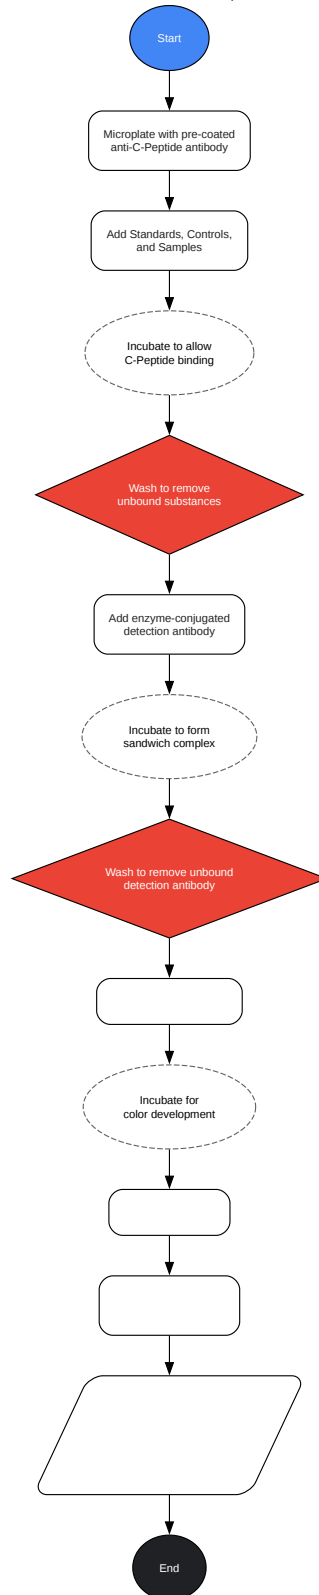 Start
Microplate with pre-coated
anti-C-Peptide antibody
Add Standards, Controls,
and Samples
Incubate to allow
C-Peptide binding
Wash to remove
unbound substances
Add enzyme-conjugated
detection antibody
Incubate to form
sandwich complex
Wash to remove unbound
detection antibody
Incubate for
color development
End